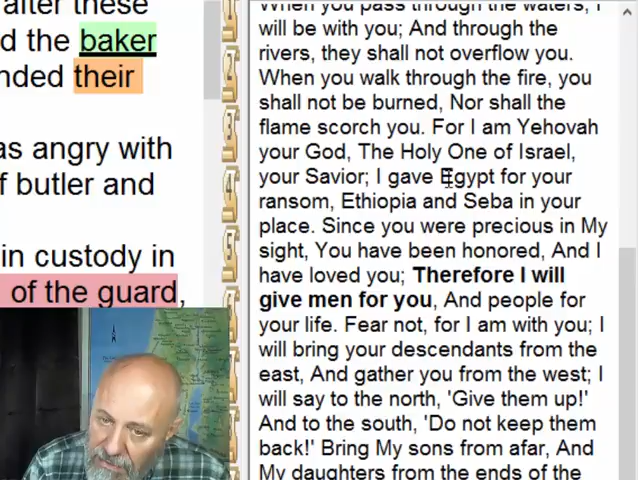 after these
d the baker
nded their
as angry with
f butler and
in custody in
of the guard,
When you pass through the waters, I
will be with you; And through the
rivers, they shall not overflow you.
When you walk through the fire, you
shall not be burned, Nor shall the
flame scorch you. For I am Yehovah
your God, The Holy One of Israel,
your Savior; I gave Egypt for your
ransom, Ethiopia and Seba in your
place. Since you were precious in My
sight, You have been honored, And I
have loved you; Therefore I will
give men for you, And people for
your life. Fear not, for I am with you; I
will bring your descendants from the
east, And gather you from the west; I
will say to the north, 'Give them up!'
And to the south, 'Do not keep them
back!' Bring My sons from afar, And
My daughters from the ends of the